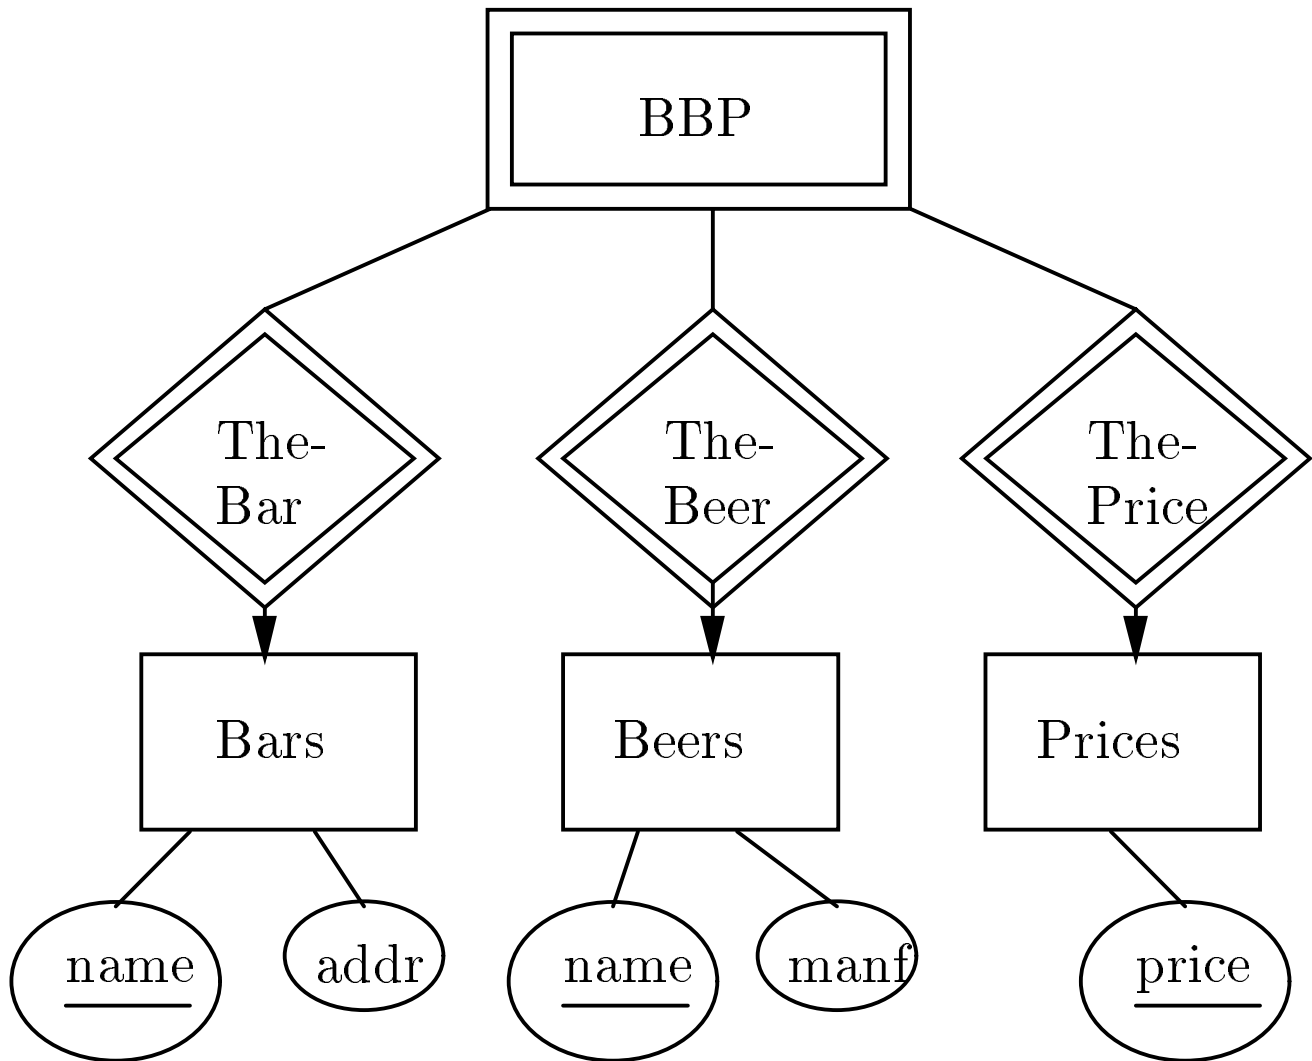 BBP
The-
Bar
The-
Beer
The-
Price
Bars
Beers
Prices
name
addr
name
manf
price